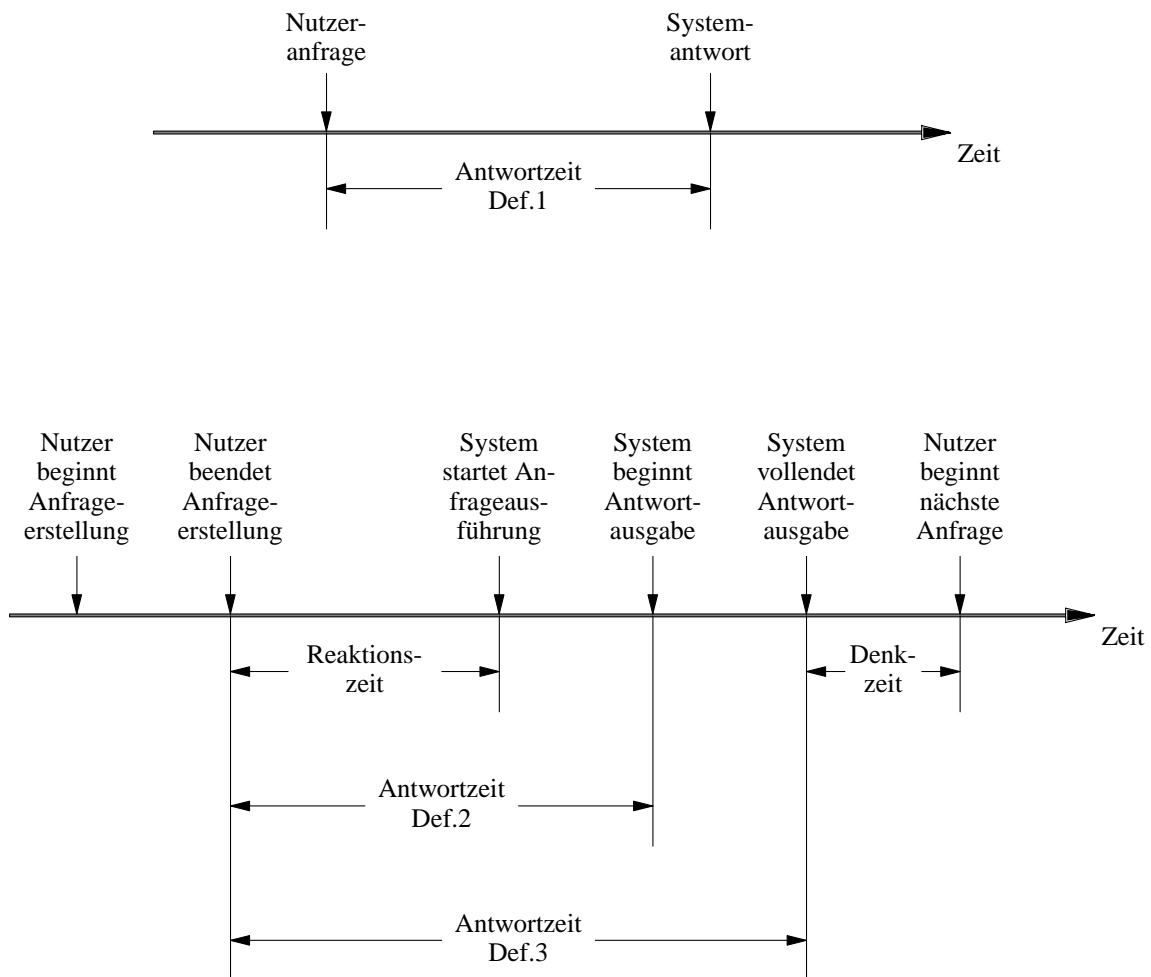 Nutzer-
anfrage
System-
antwort
Zeit
Antwortzeit
Def.1
Nutzer
beginnt
Anfrage-
erstellung
Nutzer
beendet
Anfrage-
erstellung
System
startet An-
frageaus-
führung
System
beginnt
Antwort-
ausgabe
System
vollendet
Antwort-
ausgabe
Nutzer
beginnt
nächste
Anfrage
Zeit
Reaktions-
zeit
Denk-
zeit
Antwortzeit
Def.2
Antwortzeit
Def.3